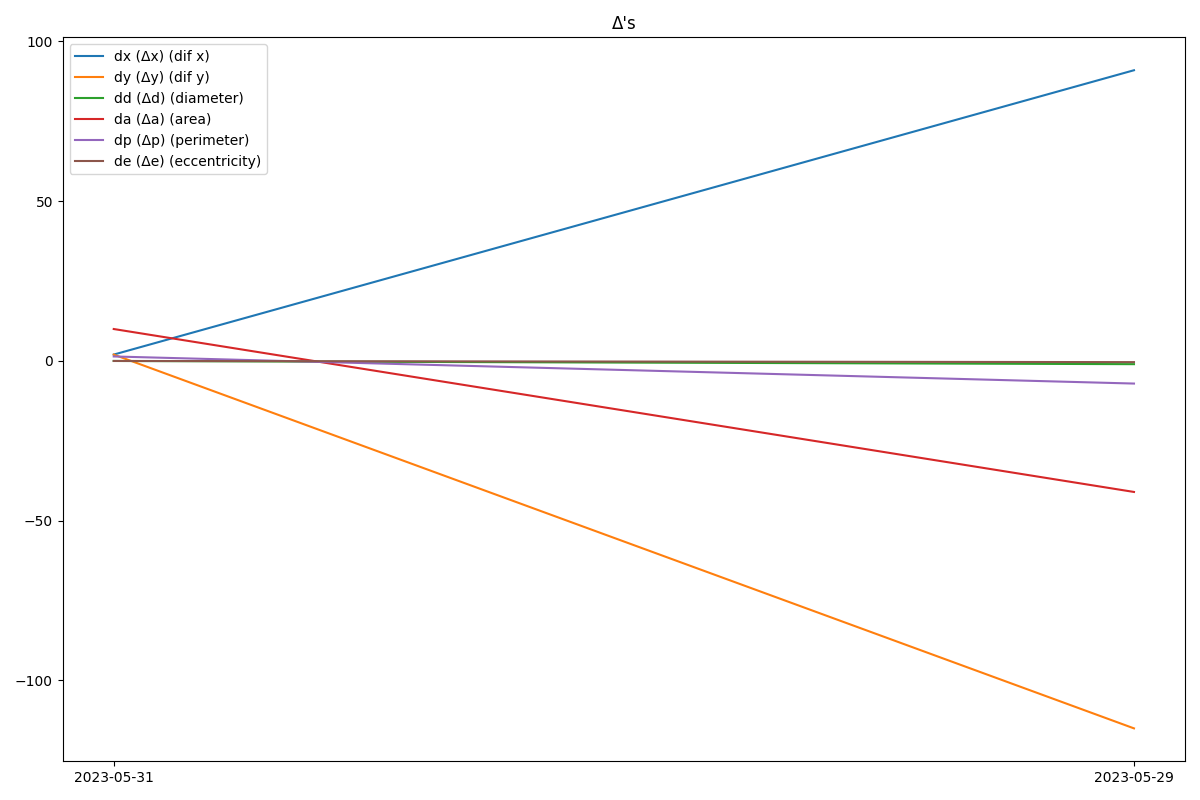 Δ's
dx (Δx) (dif x)
dy (Δy) (dif y)
dd (Δd) (diameter)
da (Δa) (area)
dp (Δp) (perimeter)
de (Δe) (eccentricity)
100
50
0
−50
−100
2023-05-31
2023-05-29